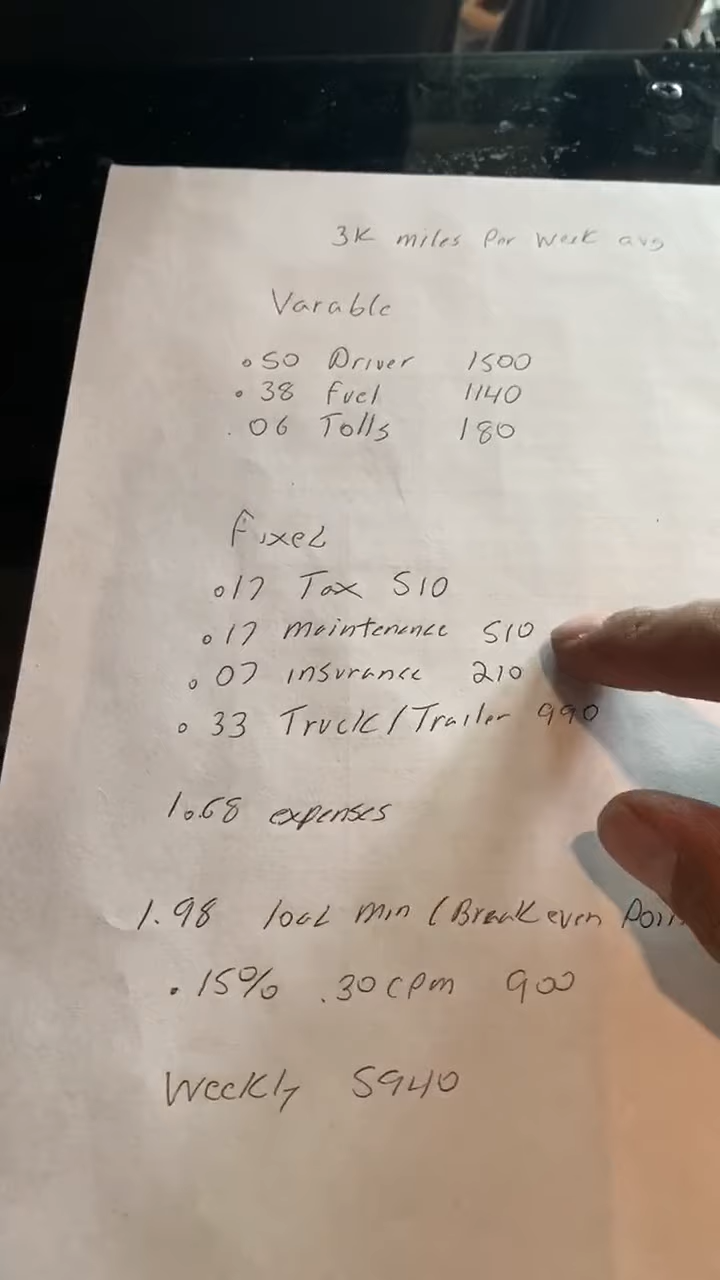 3K miles Per Week avg
Varable
.50 Driver 1500
.38 Fuel 1140
.06 Tolls 180
Fixed
.17 Tax 510
.17 maintenance 510
.07 insurance 210
.33 Truck/Trailer 990
1.68 expenses
1.98 load min (Break even
.15% .30 cpm 900
Weekly 5940